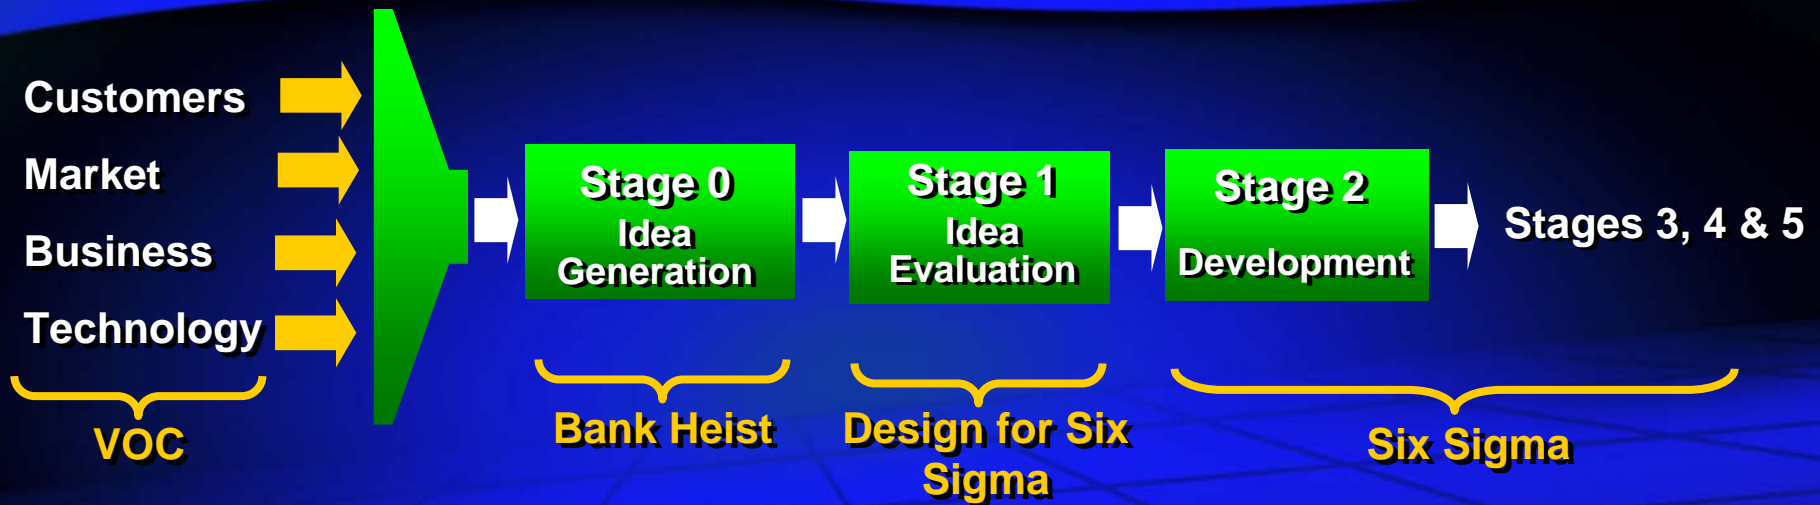 Customers
Market
Business
Technology
VOC
Stage 0
Idea
Generation
Bank Heist
Stage 1
Idea
Evaluation
Design for Six
Sigma
Stage 2
Development
Stages 3, 4 & 5
Six Sigma